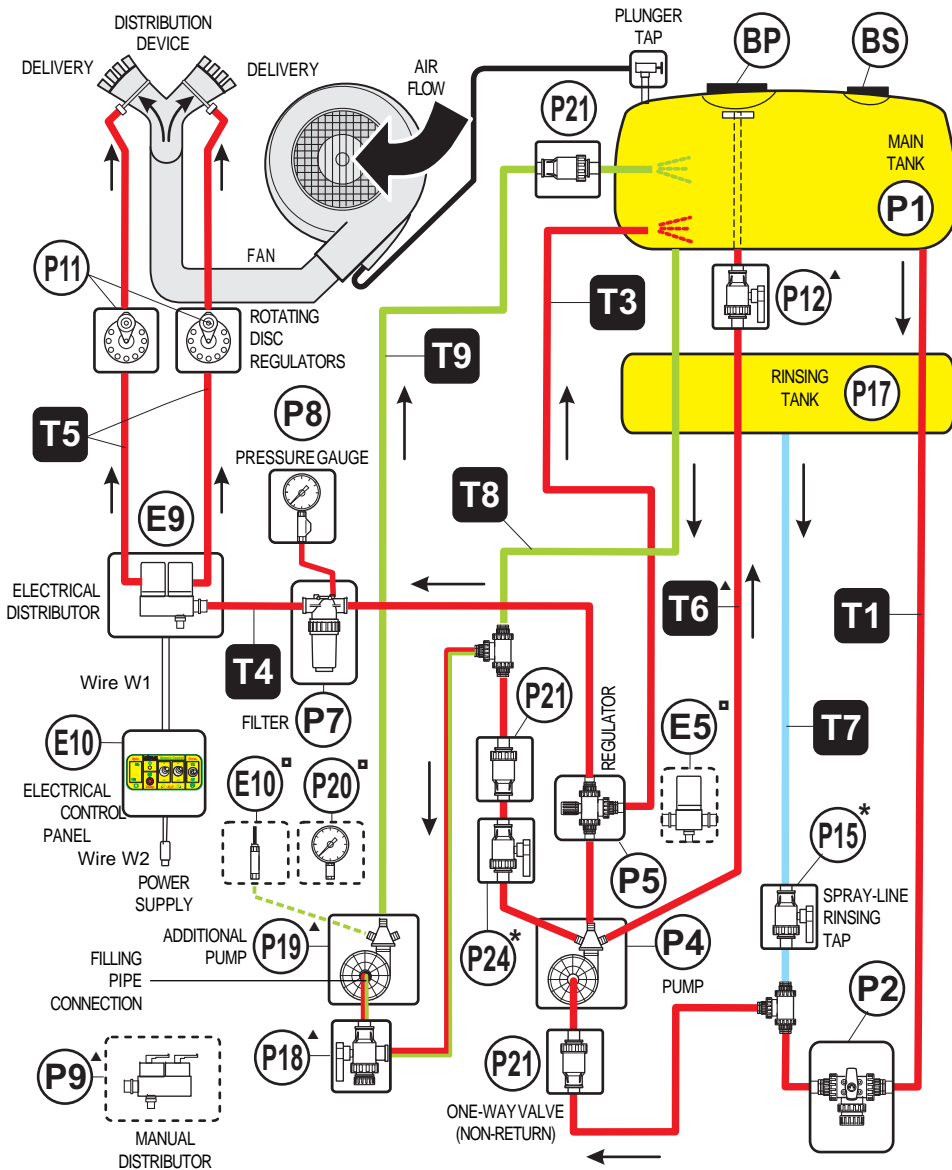 DISTRIBUTION
DEVICE
DELIVERY
DELIVERY
AIR
FLOW
PLUNGER
TAP
BP
BS
P21
MAIN
TANK
P1
FAN
P11
ROTATING
DISC
REGULATORS
T9
T3
P12▲
RINSING
TANK
P17
T5
P8
PRESSURE GAUGE
T8
E9
ELECTRICAL
DISTRIBUTOR
T4
T6▲
T1
Wire W1
FILTER
P7
P21
REGULATOR
E5
T7
E10
ELECTRICAL
CONTROL
PANEL
E10
P20
Wire W2
POWER
SUPPLY
P5
P15*
SPRAY-LINE
RINSING
TAP
ADDITIONAL
PUMP
P19▲
P24*
P4
PUMP
FILLING
PIPE
CONNECTION
P2
P18▲
P21
P9▲
ONE-WAY VALVE
(NON-RETURN)
MANUAL
DISTRIBUTOR